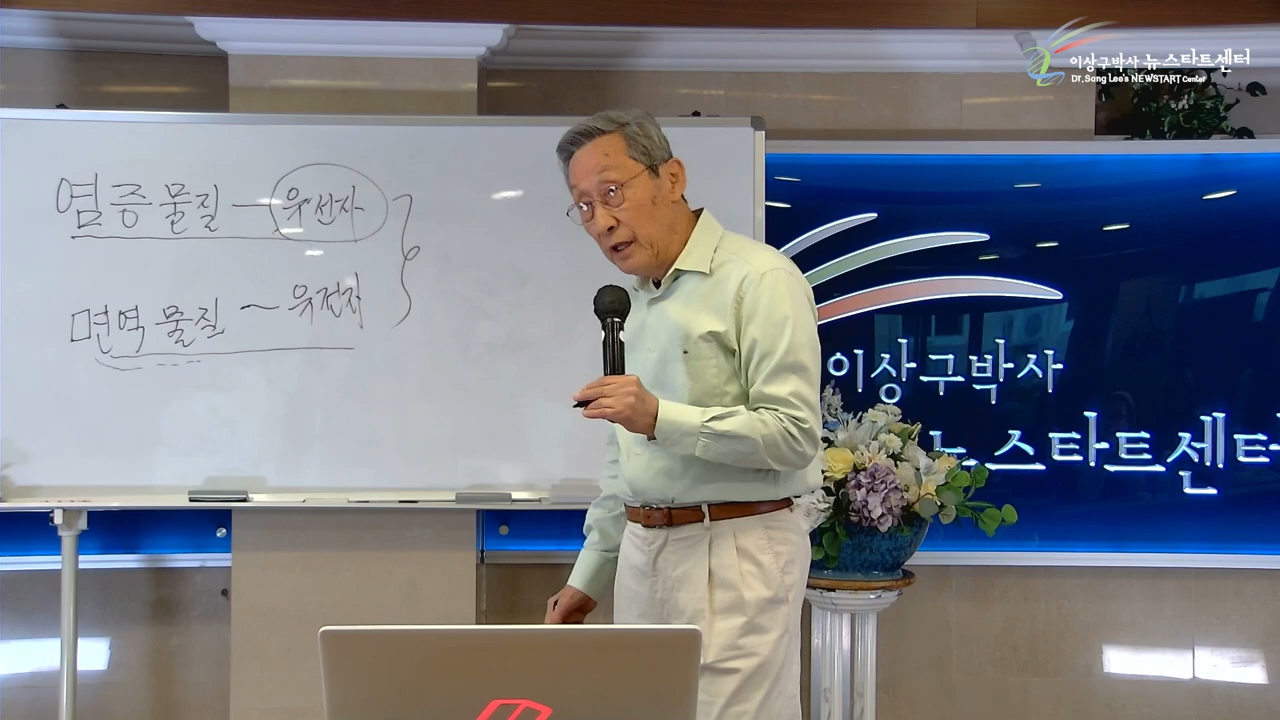 이상구박사 뉴스타트센터
Dr. Sang Lee's NEWSTART Center
염증물질 — 유전자
면역물질 ~ 유전자
이상구박사
뉴스타트센터